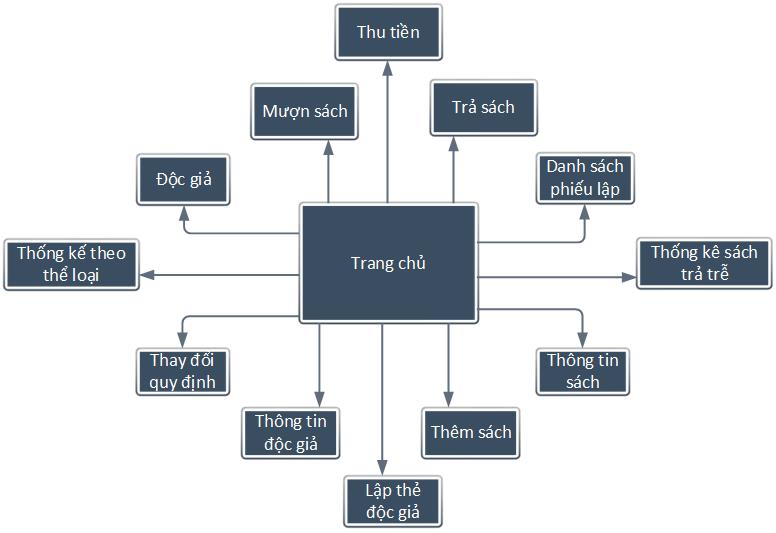 Thu tiền
Mượn sách
Trả sách
Độc giả
Danh sách
phiếu lập
Thống kế theo
thể loại
Trang chủ
Thống kê sách
trả trễ
Thay đổi
quy định
Thông tin
sách
Thông tin
độc giả
Thêm sách
Lập thẻ
độc giả